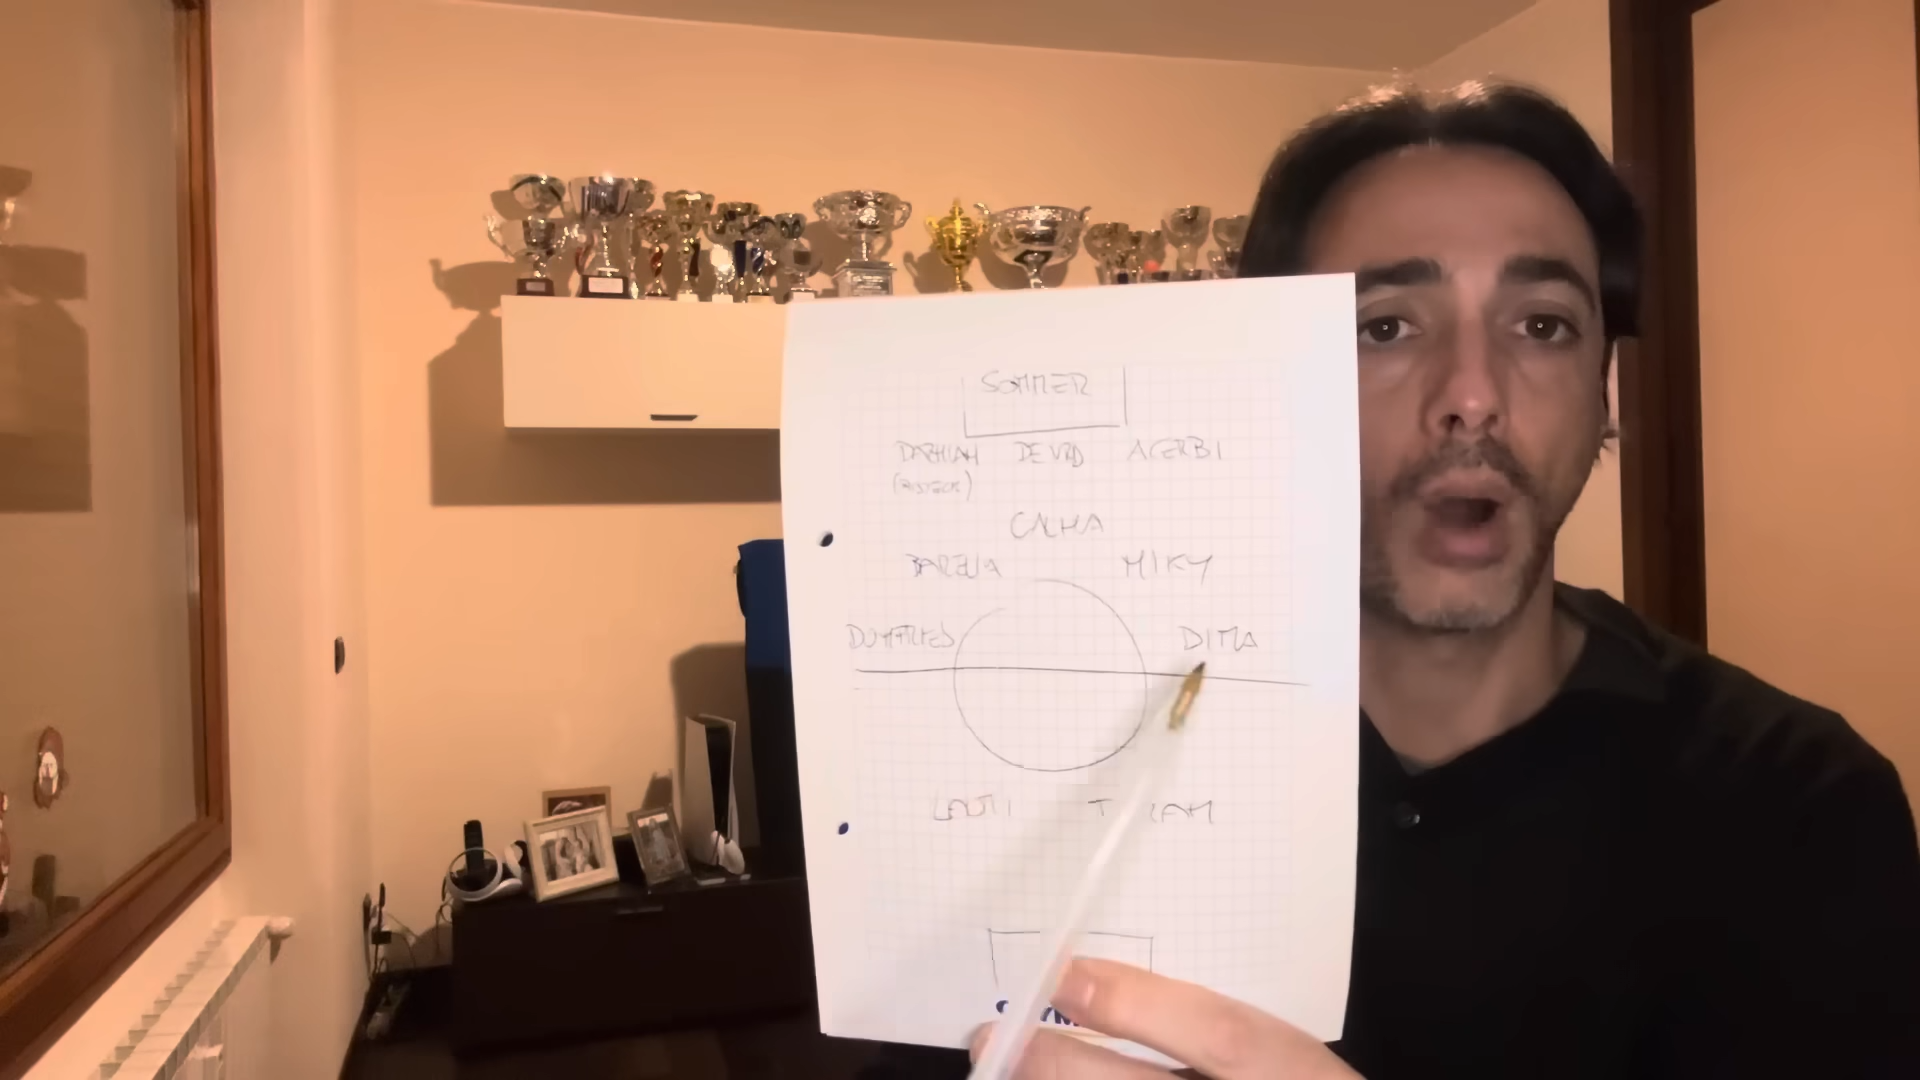 SOMMER
DARMIAN DE VRIJ ACERBI
CALHA
BARELLA MIKY
DUMFRIES DIMA
LAUTI